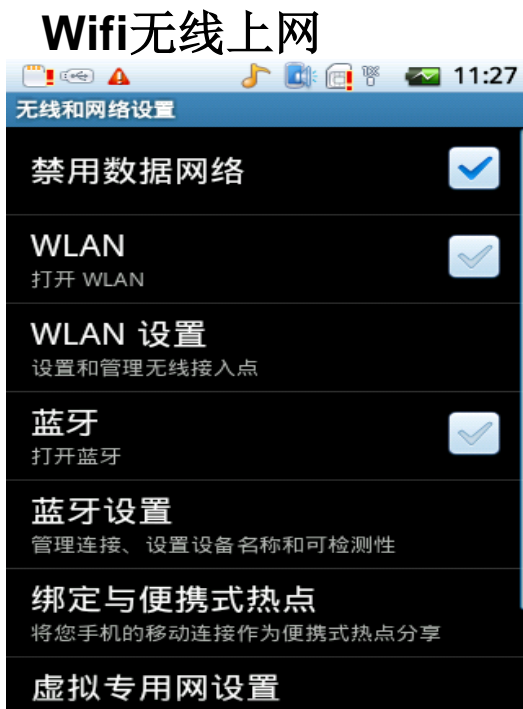 Wifi无线上网
11:27
无线和网络设置
禁用数据网络
WLAN
打开 WLAN
WLAN 设置
设置和管理无线接入点
蓝牙
打开蓝牙
蓝牙设置
管理连接、设置设备名称和可检测性
绑定与便携式热点
将您手机的移动连接作为便携式热点分享
虚拟专用网设置